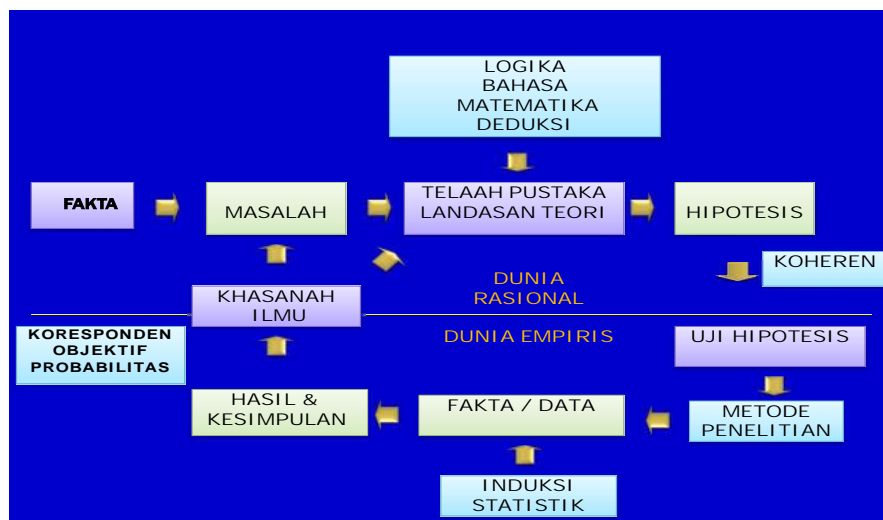 LOGIKA
BAHASA
MATEMATIKA
DEDUKSI
FAKTA
MASALAH
TELAAH PUSTAKA
LANDASAN TEORI
HIPOTESIS
KOHEREN
DUNIA
RASIONAL
KHASANAH
ILMU
KORESPONDEN
OBJEKTIF
PROBABILITAS
DUNIA EMPIRIS
UJI HIPOTESIS
HASIL &
KESIMPULAN
FAKTA / DATA
METODE
PENELITIAN
INDUKSI
STATISTIK